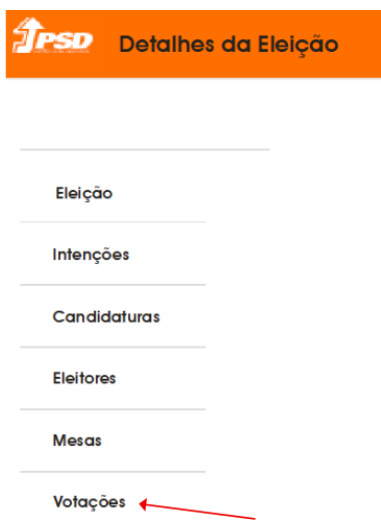 PSD Detalhes da Eleição
Eleição
Intenções
Candidaturas
Eleitores
Mesas
Votações